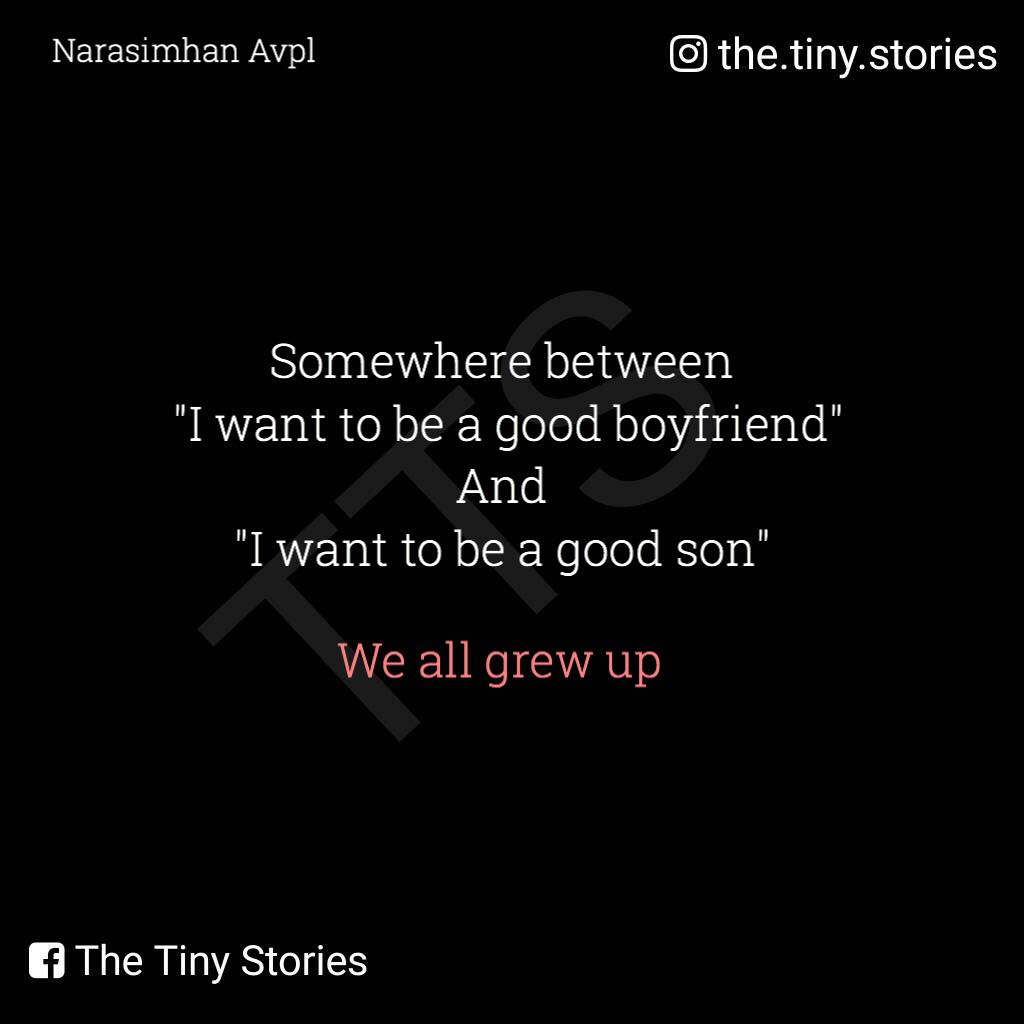 Narasimhan Avpl
the.tiny.stories
Somewhere between
"I want to be a good boyfriend"
And
"I want to be a good son"
We all grew up
TTS
The Tiny Stories